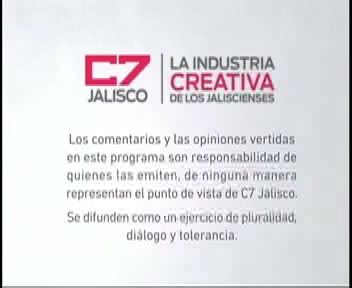 C7
JALISCO
LA INDUSTRIA
CREATIVA
DE LOS JALISCIENSES
Los comentarios y las opiniones vertidas
en este programa son responsabilidad de
quienes las emiten, de ninguna manera
representan el punto de vista de C7 Jalisco.
Se difunden como un ejercicio de pluralidad,
diálogo y tolerancia.